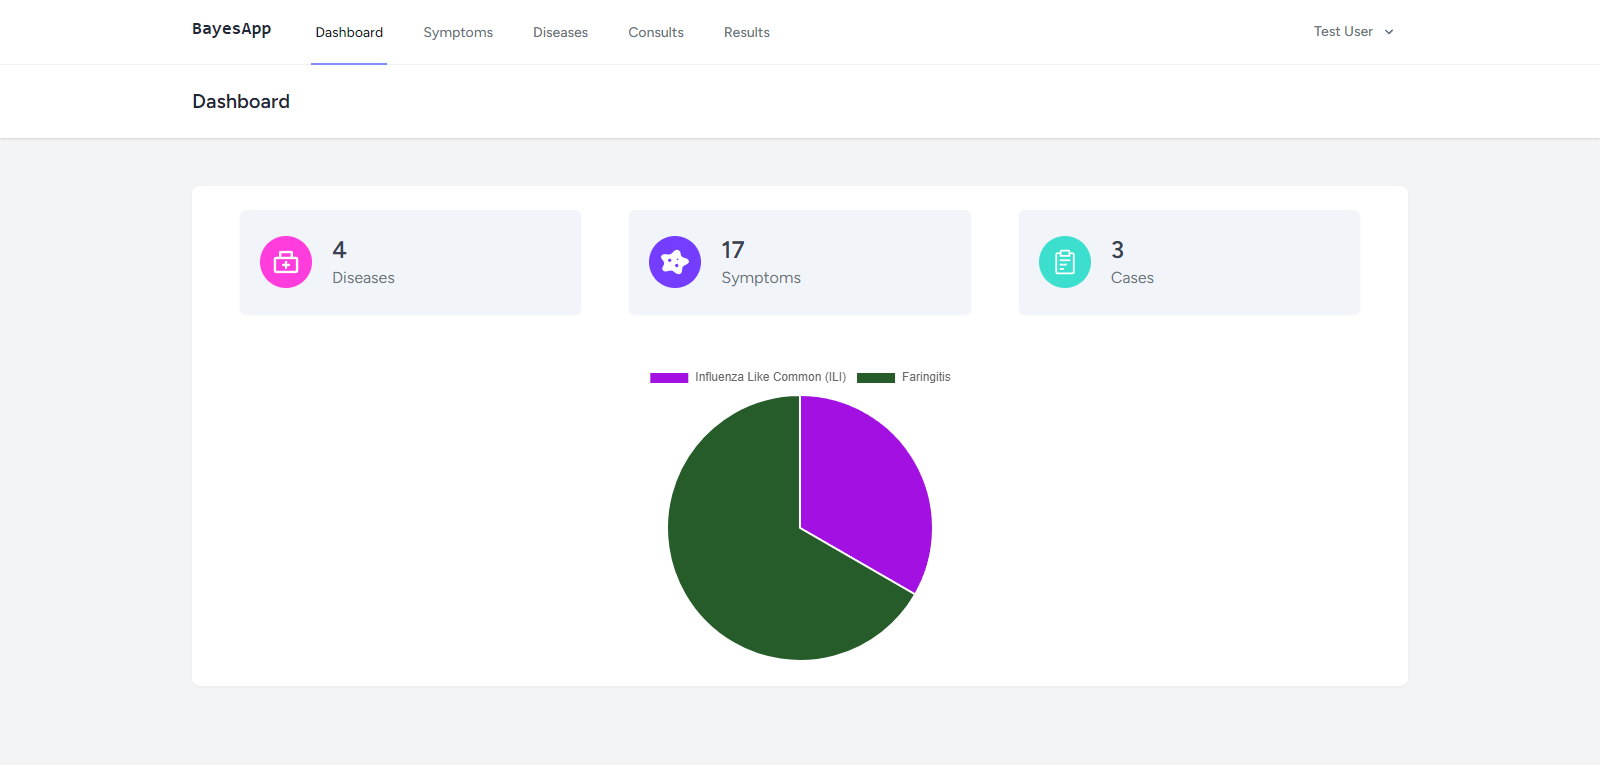 BayesApp Dashboard Symptoms Diseases Consults Results Test User
Dashboard
4
Diseases
17
Symptoms
3
Cases
Influenza Like Common (ILI) Faringitis